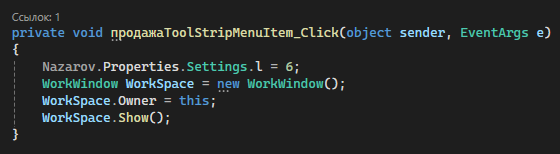 Ссылок: 1
private void продажаToolStripMenuItem_Click(object sender, EventArgs e)
{
Nazarov.Properties.Settings.l = 6;
WorkWindow WorkSpace = new WorkWindow();
WorkSpace.Owner = this;
WorkSpace.Show();
}